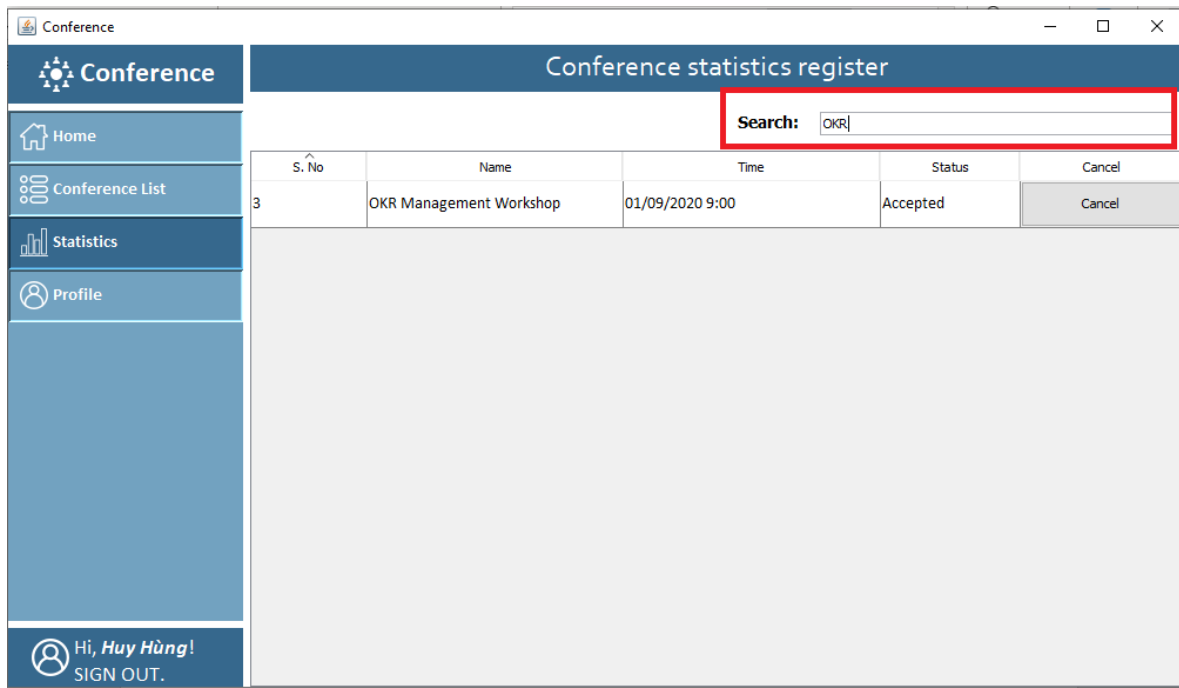 Conference
Conference
Conference statistics register
Home
Conference List
Statistics
Profile
Search: OKR
S. No Name Time Status Cancel
3 OKR Management Workshop 01/09/2020 9:00 Accepted Cancel
Hi, Huy Hùng!
SIGN OUT.